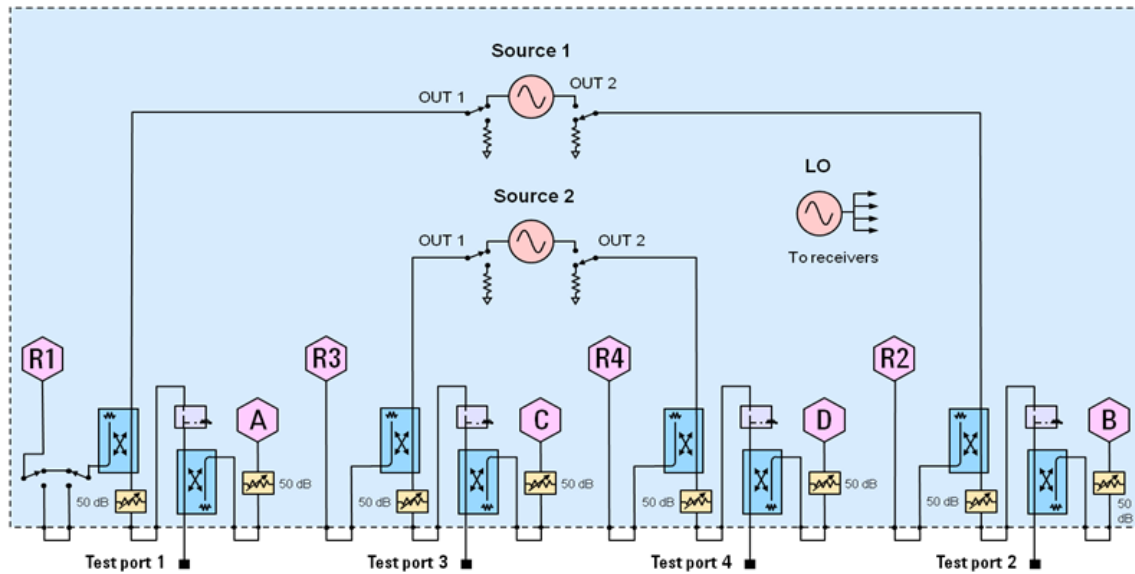 Source 1
OUT 1
OUT 2
LO
Source 2
OUT 1
OUT 2
To receivers
R1
R3
R4
R2
A
C
D
B
50 dB
50 dB
50 dB
50 dB
50 dB
50 dB
50 dB
50
dB
Test port 1
Test port 3
Test port 4
Test port 2